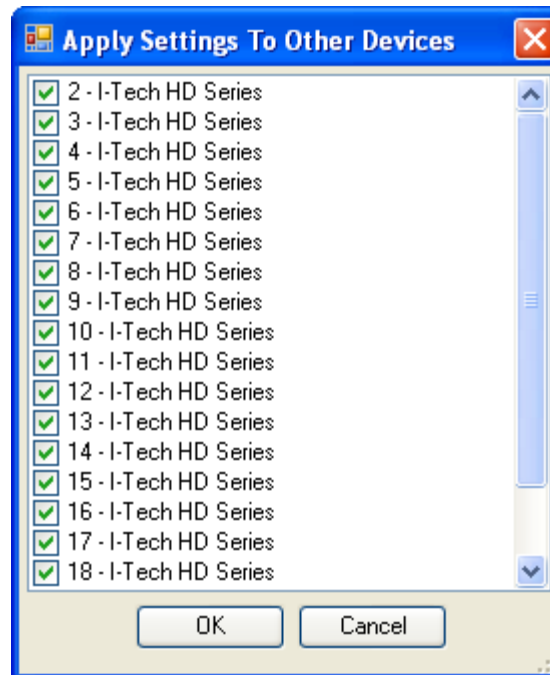 Apply Settings To Other Devices
2 - I-Tech HD Series
3 - I-Tech HD Series
4 - I-Tech HD Series
5 - I-Tech HD Series
6 - I-Tech HD Series
7 - I-Tech HD Series
8 - I-Tech HD Series
9 - I-Tech HD Series
10 - I-Tech HD Series
11 - I-Tech HD Series
12 - I-Tech HD Series
13 - I-Tech HD Series
14 - I-Tech HD Series
15 - I-Tech HD Series
16 - I-Tech HD Series
17 - I-Tech HD Series
18 - I-Tech HD Series
OK Cancel